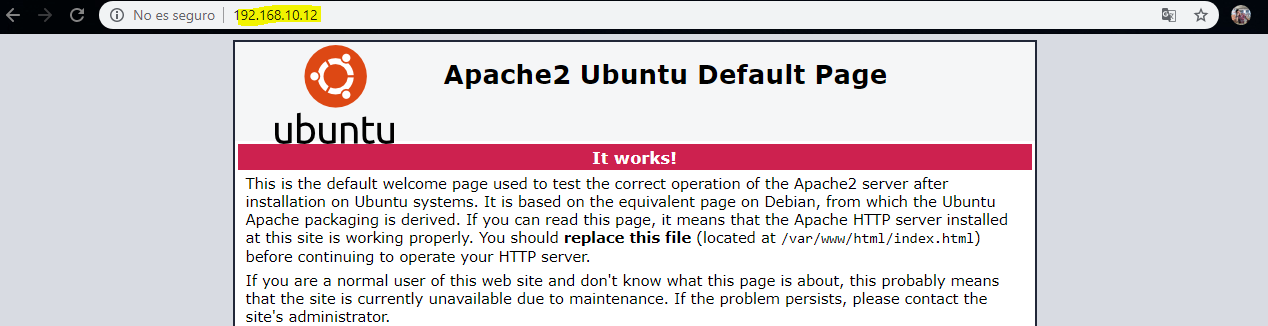 No es seguro | 192.168.10.12
Apache2 Ubuntu Default Page
ubuntu
It works!
This is the default welcome page used to test the correct operation of the Apache2 server after
installation on Ubuntu systems. It is based on the equivalent page on Debian, from which the Ubuntu
Apache packaging is derived. If you can read this page, it means that the Apache HTTP server installed
at this site is working properly. You should replace this file (located at /var/www/html/index.html)
before continuing to operate your HTTP server.
If you are a normal user of this web site and don't know what this page is about, this probably means
that the site is currently unavailable due to maintenance. If the problem persists, please contact the
site's administrator.